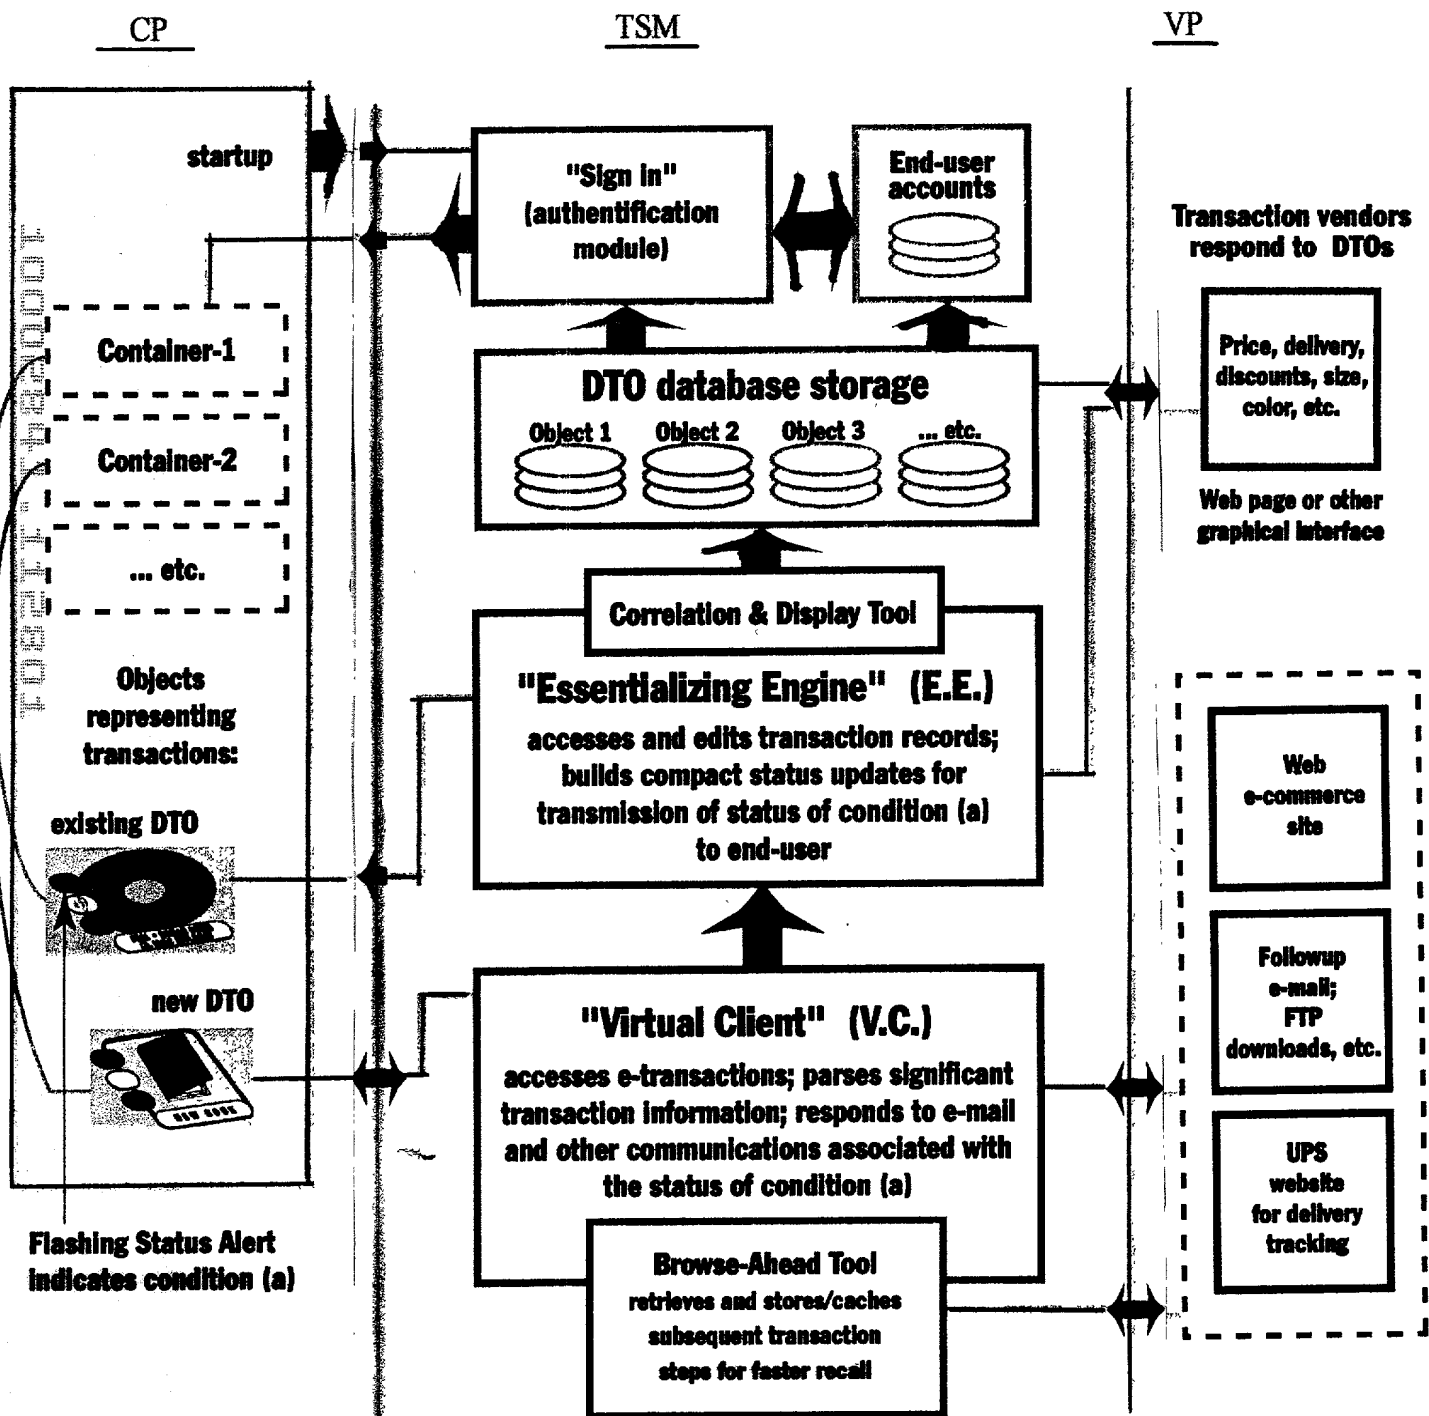 CP
TSM
VP
startup
Container-1
Container-2
... etc.
Objects
representing
transactions:
existing DTO
new DTO
Flashing Status Alert
indicates condition (a)
"Sign in"
(authentification
module)
End-user
accounts
DTO database storage
Object 1
Object 2
Object 3
... etc.
Correlation & Display Tool
"Essentializing Engine" (E.E.)
accesses and edits transaction records;
builds compact status updates for
transmission of status of condition (a)
to end-user
"Virtual Client" (V.C.)
accesses e-transactions; parses significant
transaction information; responds to e-mail
and other communications associated with
the status of condition (a)
Browse-Ahead Tool
retrieves and stores/caches
subsequent transaction
steps for faster recall
Transaction vendors
respond to DTOs
Price, delivery,
discounts, size,
color, etc.
Web page or other
graphical interface
Web
e-commerce
site
Followup
e-mail;
FTP
downloads, etc.
UPS
website
for delivery
tracking